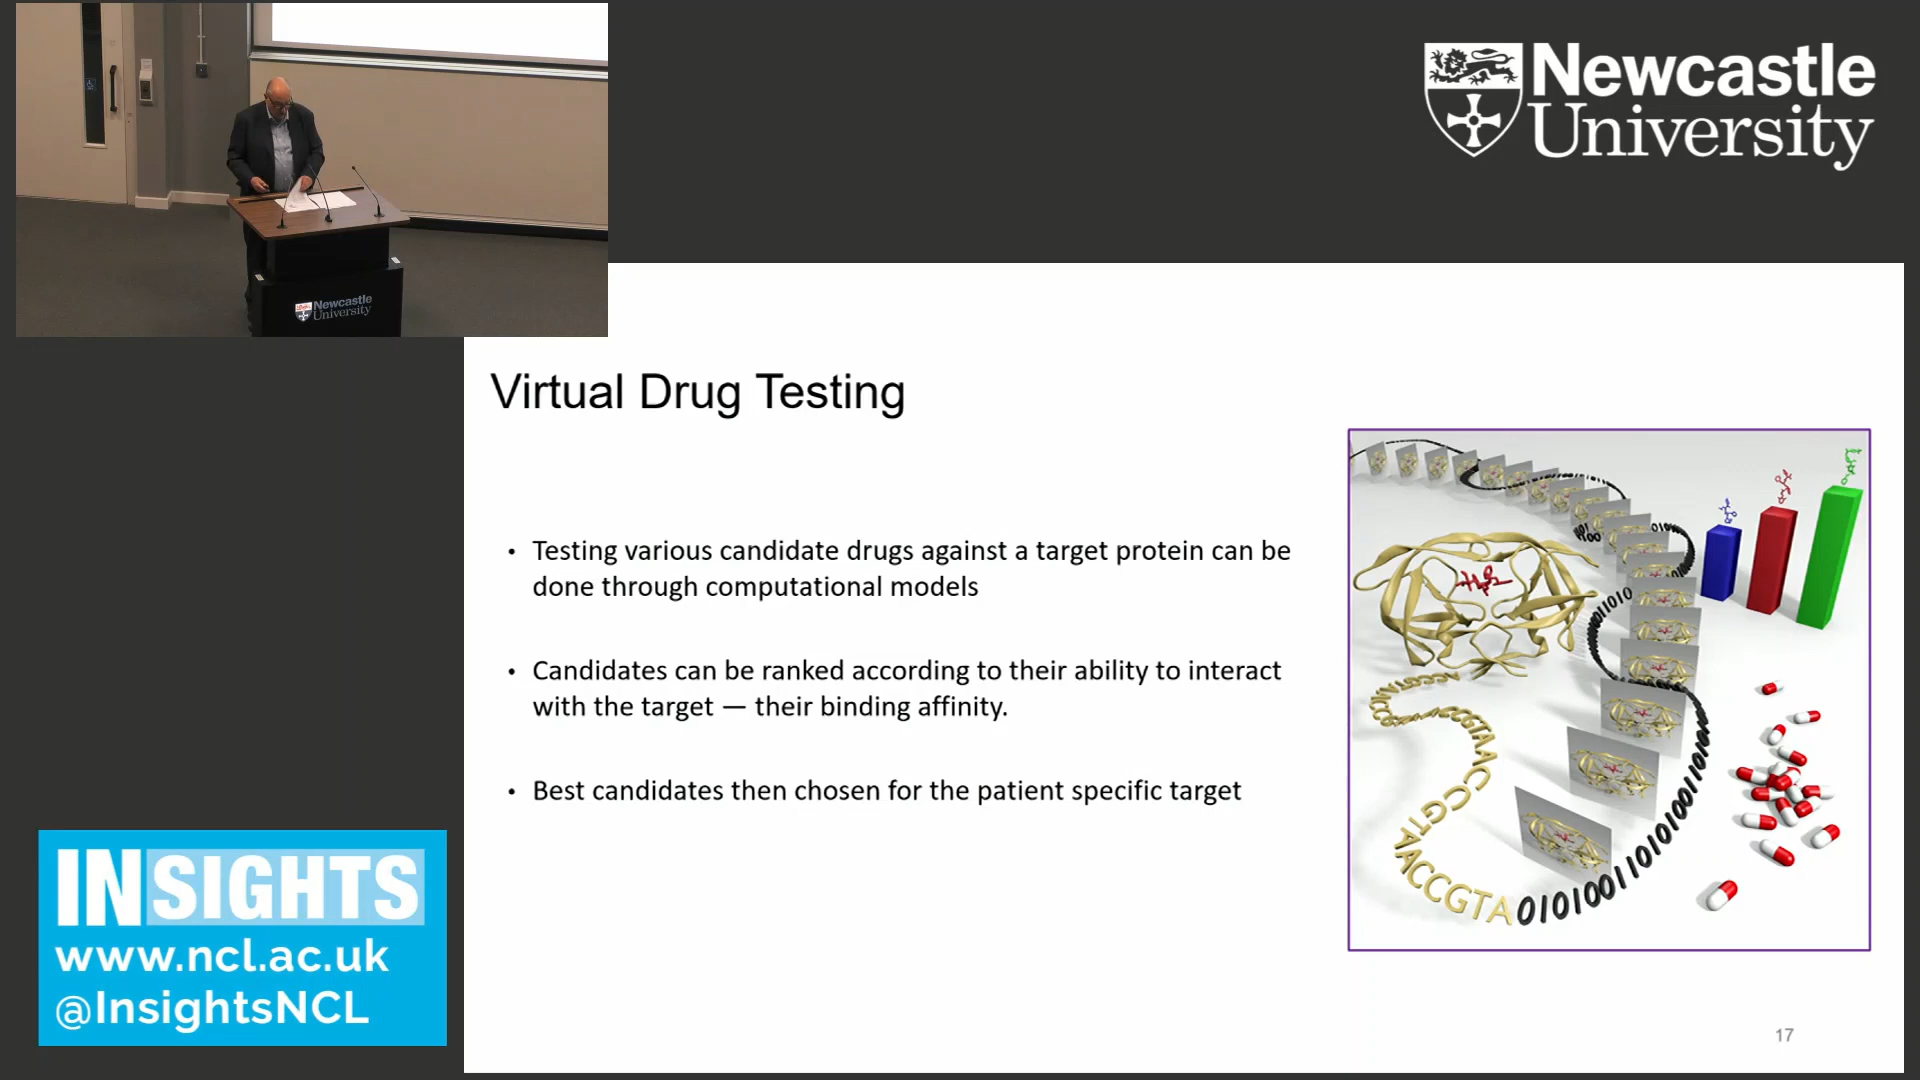 Newcastle
University
Newcastle
University
Virtual Drug Testing
• Testing various candidate drugs against a target protein can be
done through computational models
• Candidates can be ranked according to their ability to interact
with the target — their binding affinity.
• Best candidates then chosen for the patient specific target
INSIGHTS
www.ncl.ac.uk
@InsightsNCL
17